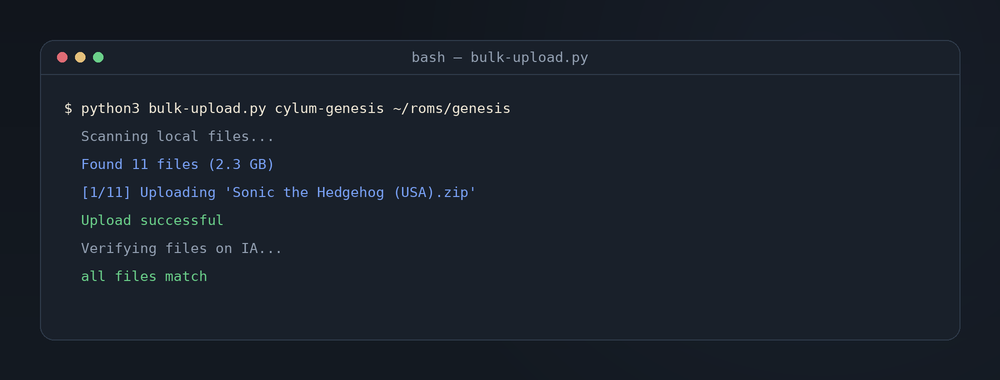 bash — bulk-upload.py
$ python3 bulk-upload.py cylum-genesis ~/roms/genesis
Scanning local files...
Found 11 files (2.3 GB)
[1/11] Uploading 'Sonic the Hedgehog (USA).zip'
Upload successful
Verifying files on IA...
all files match